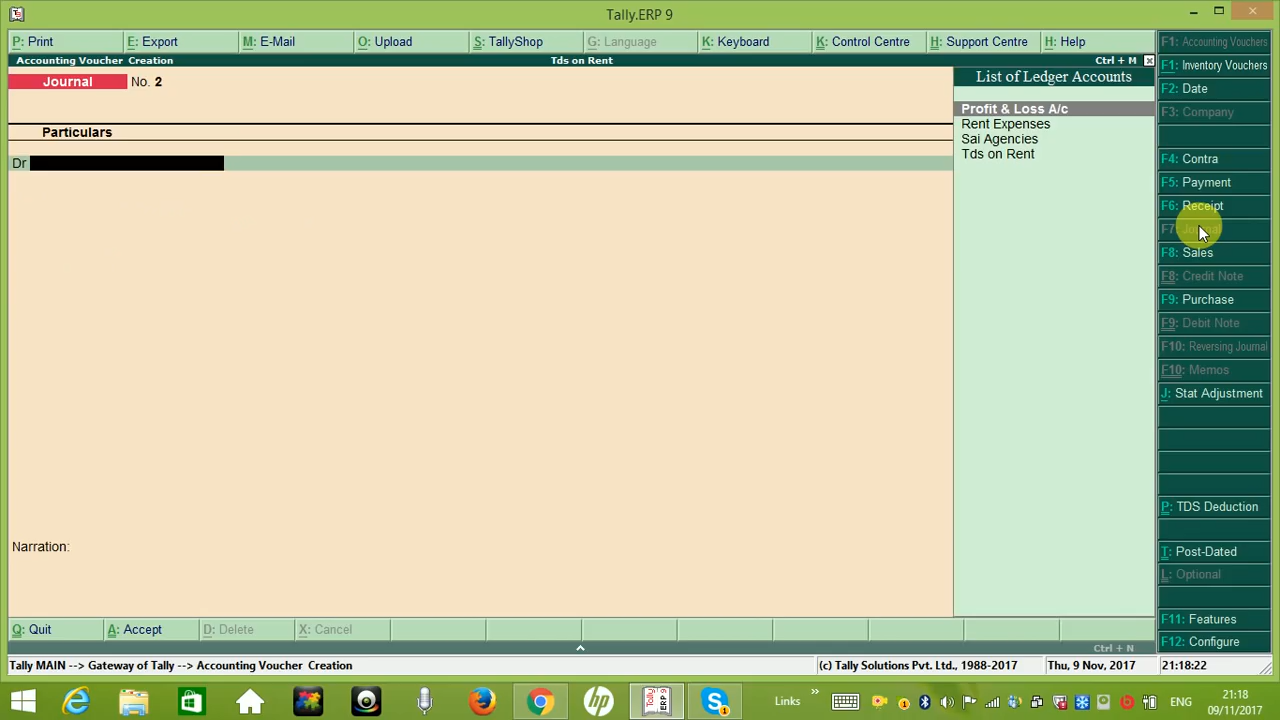 Tally.ERP 9
P: Print E: Export M: E-Mail O: Upload S: TallyShop G: Language K: Keyboard K: Control Centre H: Support Centre H: Help
F1: Accounting Vouchers
Accounting Voucher Creation Tds on Rent Ctrl + M
F1: Inventory Vouchers
Journal No. 2
List of Ledger Accounts
F2: Date
Profit & Loss A/c
F3: Company
Rent Expenses
Particulars
Sai Agencies
Tds on Rent
Dr
F4: Contra
F5: Payment
F6: Receipt
F7: Journal
F8: Sales
F8: Credit Note
F9: Purchase
F9: Debit Note
F10: Reversing Journal
F10: Memos
J: Stat Adjustment
P: TDS Deduction
Narration:
T: Post-Dated
L: Optional
F11: Features
Q: Quit A: Accept D: Delete X: Cancel
F12: Configure
Ctrl + N
Tally MAIN --> Gateway of Tally --> Accounting Voucher Creation (c) Tally Solutions Pvt. Ltd., 1988-2017 Thu, 9 Nov, 2017 21:18:22
Links » ENG 21:18
09/11/2017